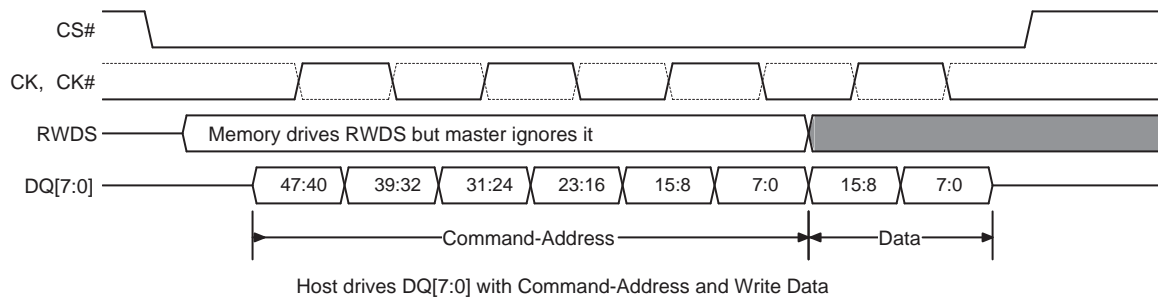 CS#
CK, CK#
RWDS
Memory drives RWDS but master ignores it
DQ[7:0]
47:40 39:32 31:24 23:16 15:8 7:0 15:8 7:0
Command-Address
Data
Host drives DQ[7:0] with Command-Address and Write Data